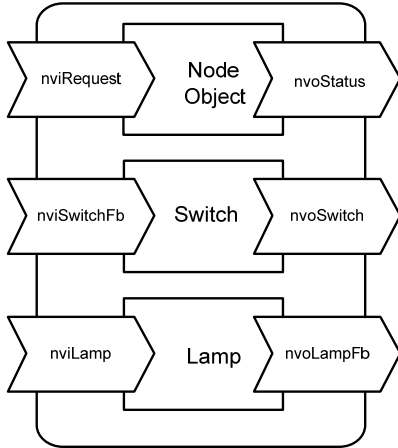 nviRequest
Node
Object
nvoStatus
nviSwitchFb
Switch
nvoSwitch
nviLamp
Lamp
nvoLampFb